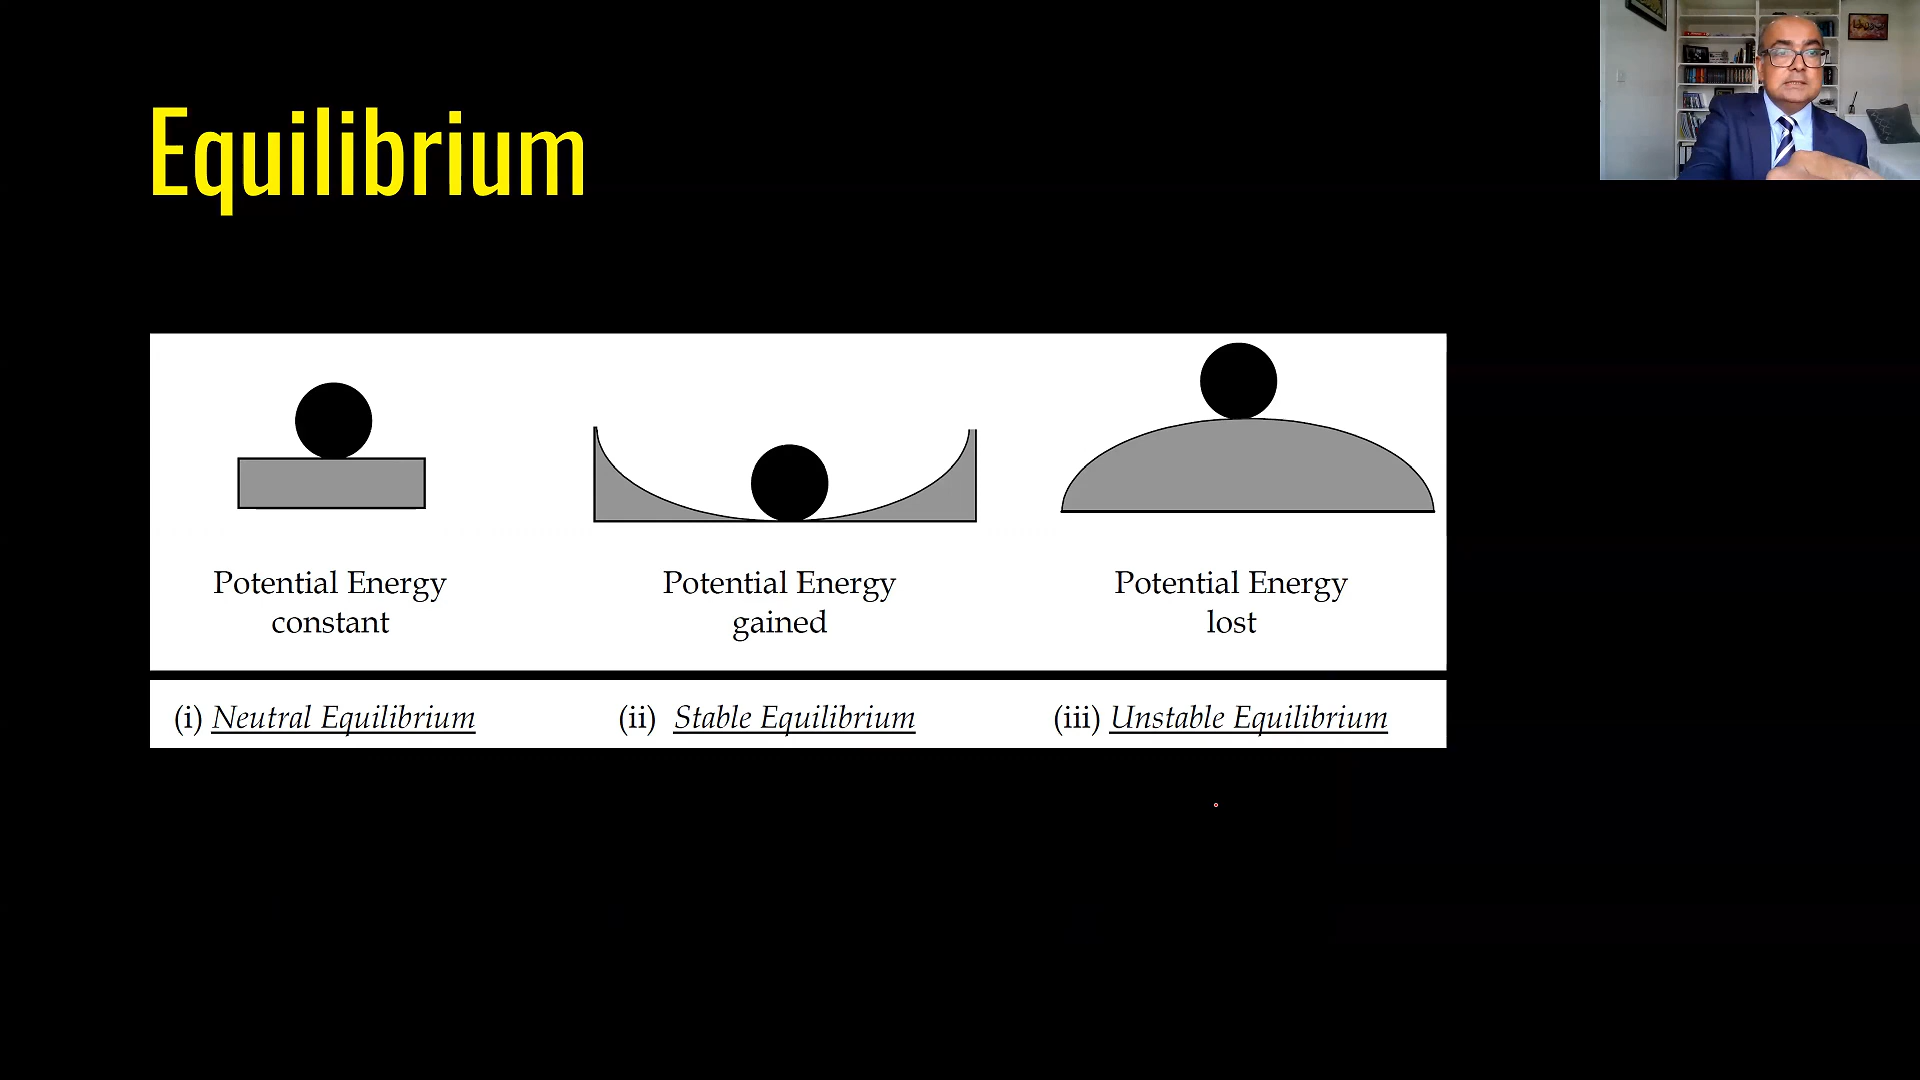 Equilibrium
Potential Energy
constant
Potential Energy
gained
Potential Energy
lost
(i) Neutral Equilibrium
(ii) Stable Equilibrium
(iii) Unstable Equilibrium